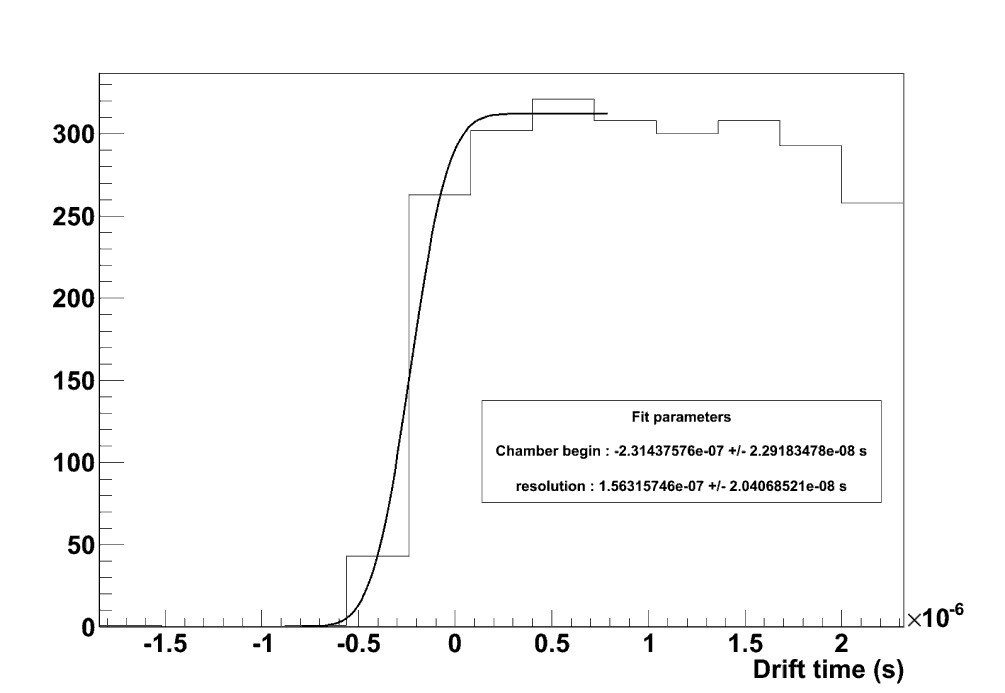 300
250
200
150
100
50
0
Fit parameters
Chamber begin : -2.31437576e-07 +/- 2.29183478e-08 s
resolution : 1.56315746e-07 +/- 2.04068521e-08 s
-1.5 -1 -0.5 0 0.5 1 1.5 2 ×10-6
Drift time (s)